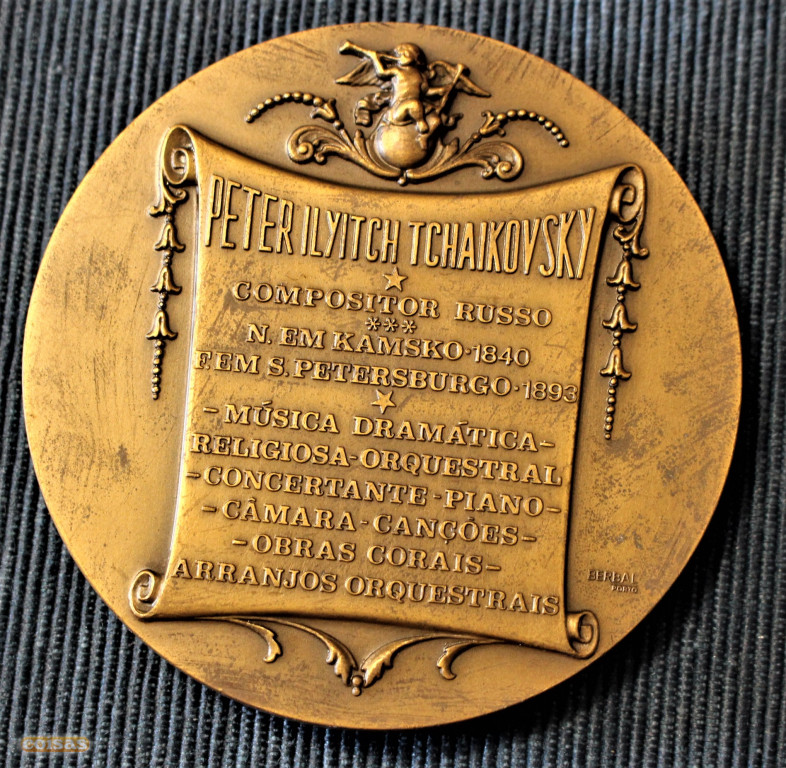 PETER ILYITCH TCHAIKOVSKY
COMPOSITOR RUSSO
***
N. EM KAMSKO·1840
F. EM S. PETERSBURGO·1893
-MÚSICA DRAMÁTICA-
RELIGIOSA-ORQUESTRAL
-CONCERTANTE-PIANO-
-CÂMARA-CANÇÕES-
-OBRAS CORAIS-
ARRANJOS ORQUESTRAIS
BERBAL
PORTO
coisas